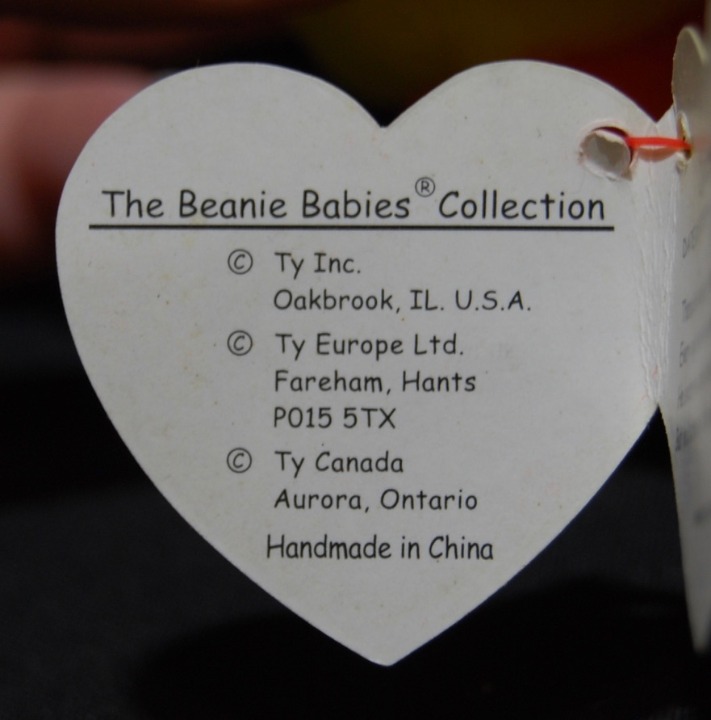 The Beanie Babies® Collection
© Ty Inc.
Oakbrook, IL. U.S.A.
© Ty Europe Ltd.
Fareham, Hants
P015 5TX
© Ty Canada
Aurora, Ontario
Handmade in China